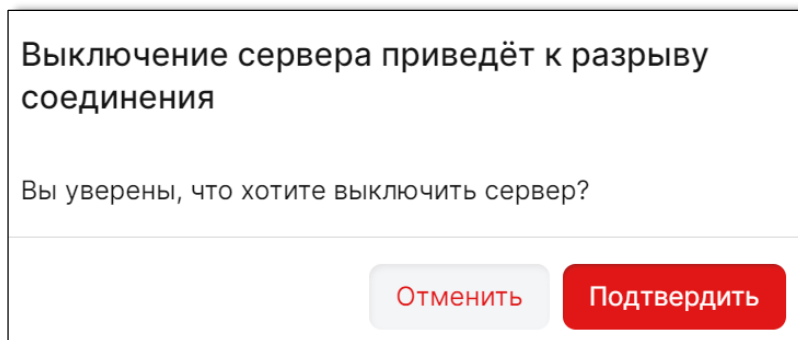 Выключение сервера приведёт к разрыву
соединения
Вы уверены, что хотите выключить сервер?
Отменить
Подтвердить